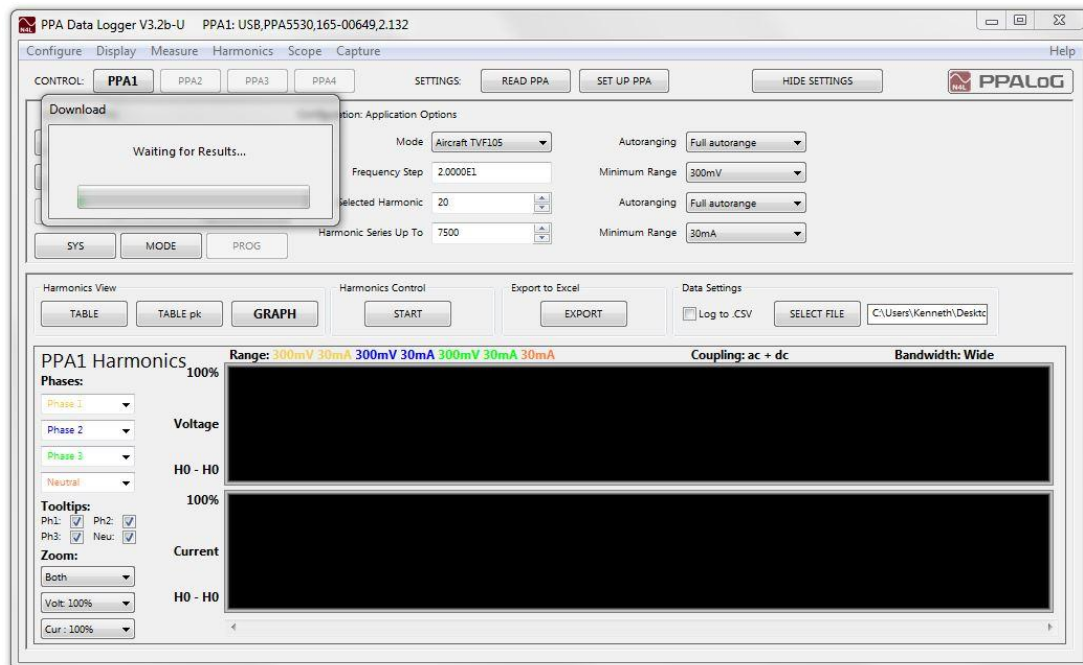 PPA Data Logger V3.2b-U PPA1: USB,PPA5530,165-00649,2.132
Configure Display Measure Harmonics Scope Capture Help
CONTROL: PPA1 PPA2 PPA3 PPA4 SETTINGS: READ PPA SET UP PPA HIDE SETTINGS N4L PPALoG
Download
Application Options
Waiting for Results...
Mode Aircraft TVF105 Autoranging Full autorange
Frequency Step 2.0000E1 Minimum Range 300mV
Selected Harmonic 20 Autoranging Full autorange
Harmonic Series Up To 7500 Minimum Range 30mA
SYS MODE PROG
Harmonics View Harmonics Control Export to Excel Data Settings
TABLE TABLE pk GRAPH START EXPORT Log to .CSV SELECT FILE C:\Users\Kenneth\Desktc
PPA1 Harmonics
Range: 300mV 30mA 300mV 30mA 300mV 30mA 30mA Coupling: ac + dc Bandwidth: Wide
100%
Phases:
Phase 1
Phase 2 Voltage
Phase 3
H0 - H0
Neutral
100%
Tooltips:
Ph1: Ph2:
Ph3: Neu:
Zoom: Current
Both
Volt: 100% H0 - H0
Cur : 100%